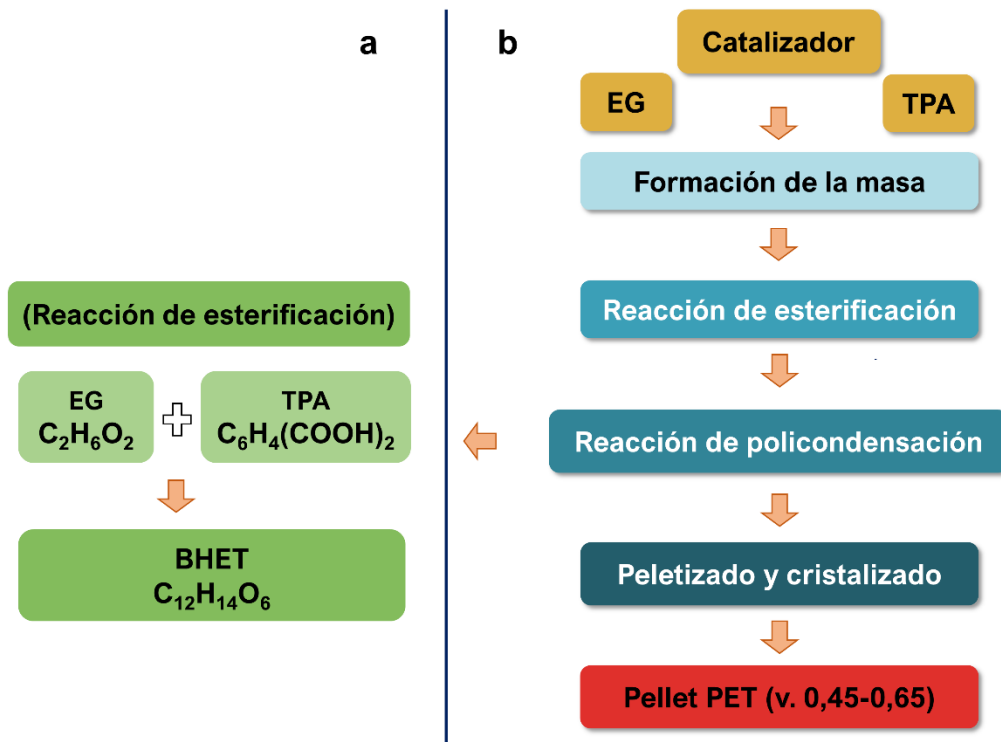 a
(Reacción de esterificación)
EG
C₂H₆O₂
TPA
C₆H₄(COOH)₂
BHET
C₁₂H₁₄O₆
b
Catalizador
EG
TPA
Formación de la masa
Reacción de esterificación
Reacción de policondensación
Peletizado y cristalizado
Pellet PET (v. 0,45-0,65)